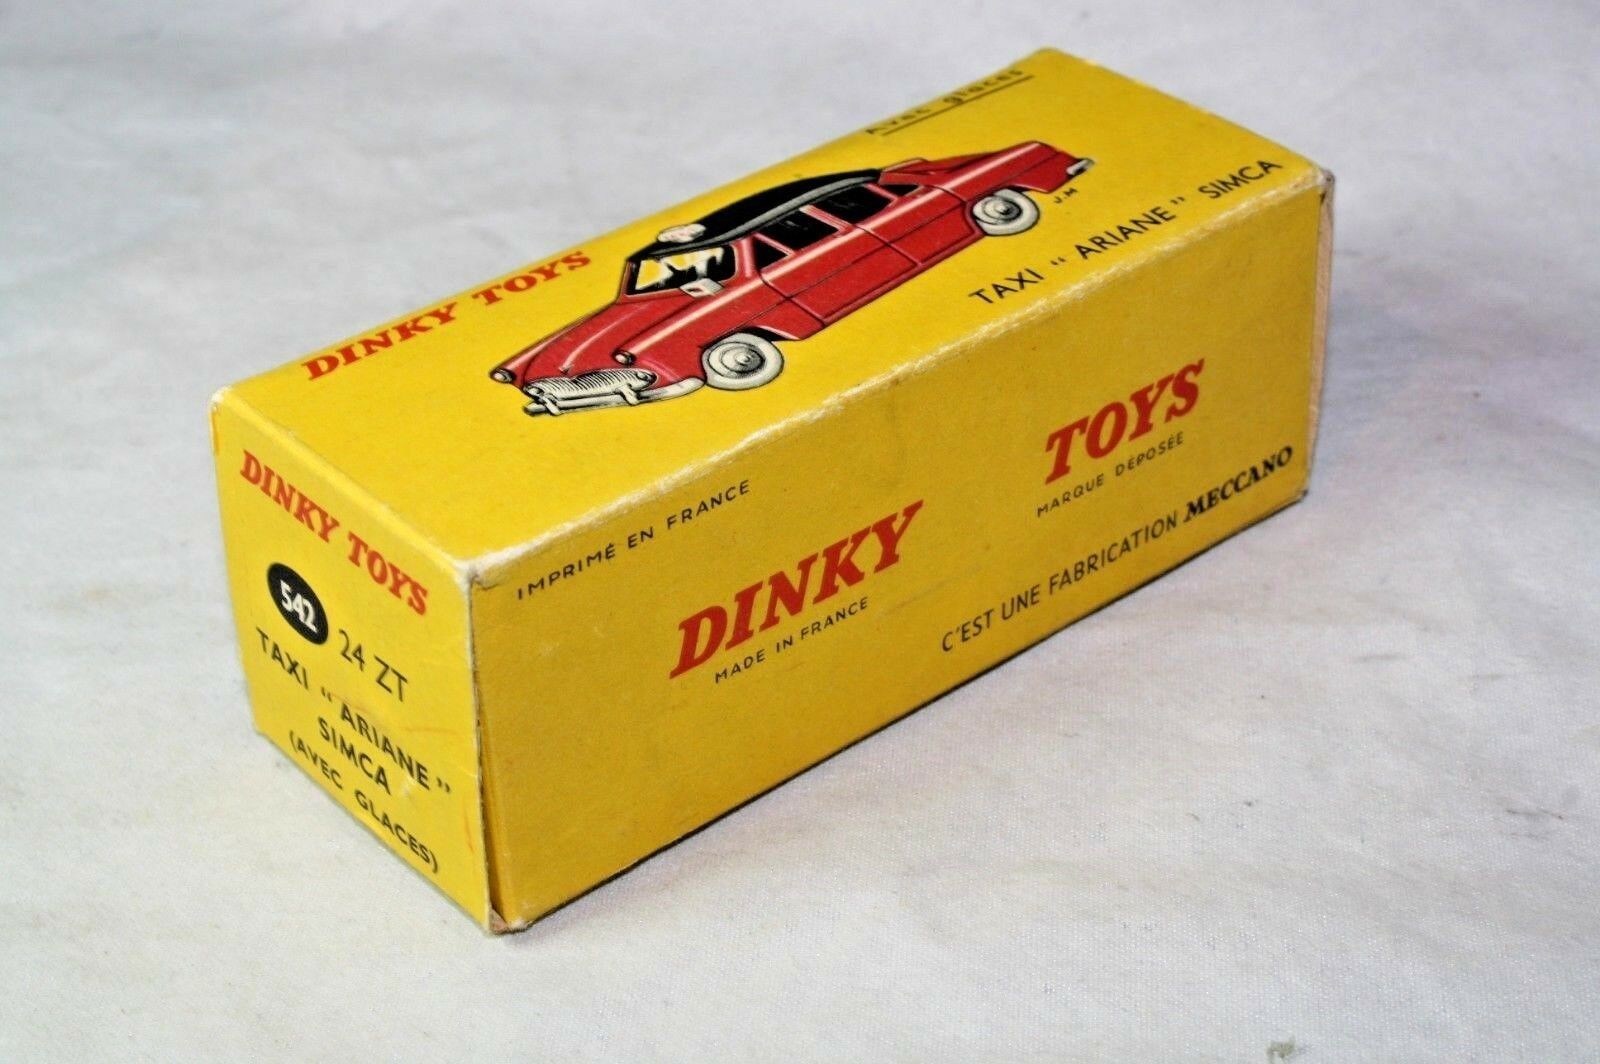 Avec glaces
DINKY TOYS
J.M
TAXI "ARIANE" SIMCA
IMPRIMÉ EN FRANCE
DINKY TOYS
MADE IN FRANCE
MARQUE DÉPOSÉE
C'EST UNE FABRICATION MECCANO
DINKY TOYS
542 24 ZT
TAXI "ARIANE"
SIMCA
(AVEC GLACES)